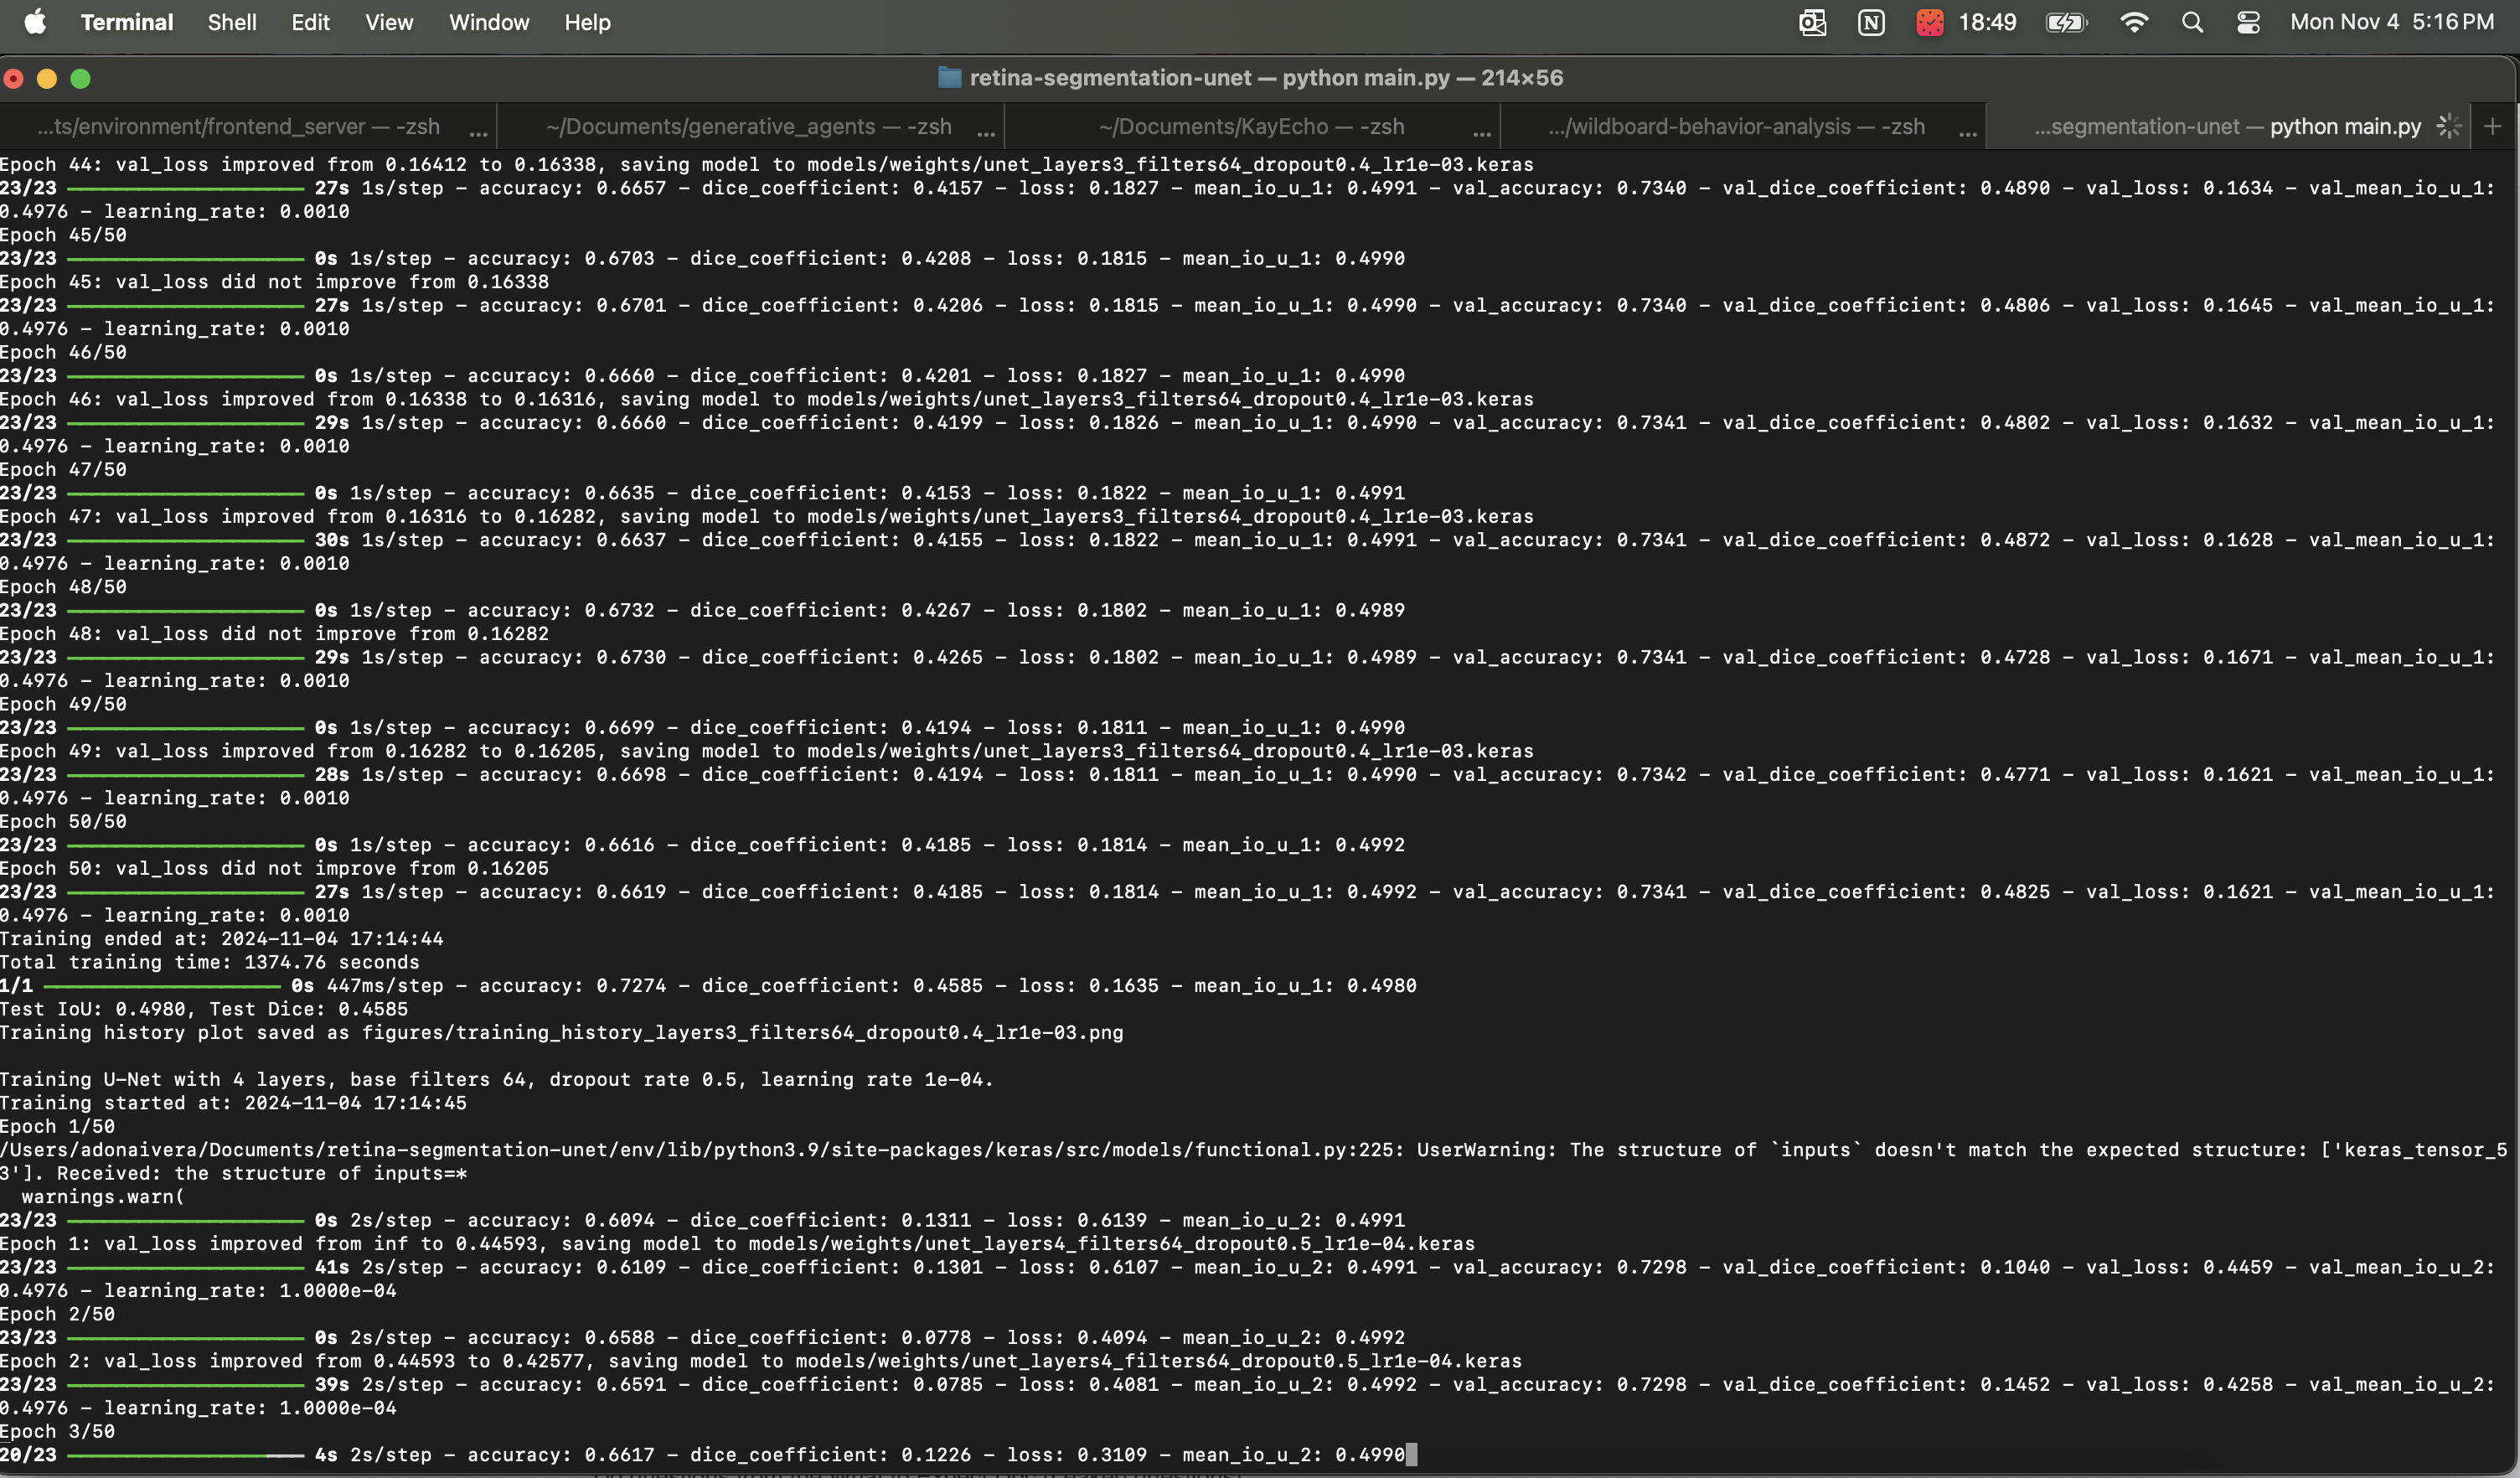 Terminal Shell Edit View Window Help 18:49 Mon Nov 4 5:16 PM
retina-segmentation-unet — python main.py — 214×56
...ts/environment/frontend_server — -zsh ... ~/Documents/generative_agents — -zsh ... ~/Documents/KayEcho — -zsh ... .../wildboard-behavior-analysis — -zsh ... ...segmentation-unet — python main.py +
Epoch 44: val_loss improved from 0.16412 to 0.16338, saving model to models/weights/unet_layers3_filters64_dropout0.4_lr1e-03.keras
23/23 ━━━━━━━━━━━━━━━━━━━━ 27s 1s/step - accuracy: 0.6657 - dice_coefficient: 0.4157 - loss: 0.1827 - mean_io_u_1: 0.4991 - val_accuracy: 0.7340 - val_dice_coefficient: 0.4890 - val_loss: 0.1634 - val_mean_io_u_1:
0.4976 - learning_rate: 0.0010
Epoch 45/50
23/23 ━━━━━━━━━━━━━━━━━━━━ 0s 1s/step - accuracy: 0.6703 - dice_coefficient: 0.4208 - loss: 0.1815 - mean_io_u_1: 0.4990
Epoch 45: val_loss did not improve from 0.16338
23/23 ━━━━━━━━━━━━━━━━━━━━ 27s 1s/step - accuracy: 0.6701 - dice_coefficient: 0.4206 - loss: 0.1815 - mean_io_u_1: 0.4990 - val_accuracy: 0.7340 - val_dice_coefficient: 0.4806 - val_loss: 0.1645 - val_mean_io_u_1:
0.4976 - learning_rate: 0.0010
Epoch 46/50
23/23 ━━━━━━━━━━━━━━━━━━━━ 0s 1s/step - accuracy: 0.6660 - dice_coefficient: 0.4201 - loss: 0.1827 - mean_io_u_1: 0.4990
Epoch 46: val_loss improved from 0.16338 to 0.16316, saving model to models/weights/unet_layers3_filters64_dropout0.4_lr1e-03.keras
23/23 ━━━━━━━━━━━━━━━━━━━━ 29s 1s/step - accuracy: 0.6660 - dice_coefficient: 0.4199 - loss: 0.1826 - mean_io_u_1: 0.4990 - val_accuracy: 0.7341 - val_dice_coefficient: 0.4802 - val_loss: 0.1632 - val_mean_io_u_1:
0.4976 - learning_rate: 0.0010
Epoch 47/50
23/23 ━━━━━━━━━━━━━━━━━━━━ 0s 1s/step - accuracy: 0.6635 - dice_coefficient: 0.4153 - loss: 0.1822 - mean_io_u_1: 0.4991
Epoch 47: val_loss improved from 0.16316 to 0.16282, saving model to models/weights/unet_layers3_filters64_dropout0.4_lr1e-03.keras
23/23 ━━━━━━━━━━━━━━━━━━━━ 30s 1s/step - accuracy: 0.6637 - dice_coefficient: 0.4155 - loss: 0.1822 - mean_io_u_1: 0.4991 - val_accuracy: 0.7341 - val_dice_coefficient: 0.4872 - val_loss: 0.1628 - val_mean_io_u_1:
0.4976 - learning_rate: 0.0010
Epoch 48/50
23/23 ━━━━━━━━━━━━━━━━━━━━ 0s 1s/step - accuracy: 0.6732 - dice_coefficient: 0.4267 - loss: 0.1802 - mean_io_u_1: 0.4989
Epoch 48: val_loss did not improve from 0.16282
23/23 ━━━━━━━━━━━━━━━━━━━━ 29s 1s/step - accuracy: 0.6730 - dice_coefficient: 0.4265 - loss: 0.1802 - mean_io_u_1: 0.4989 - val_accuracy: 0.7341 - val_dice_coefficient: 0.4728 - val_loss: 0.1671 - val_mean_io_u_1:
0.4976 - learning_rate: 0.0010
Epoch 49/50
23/23 ━━━━━━━━━━━━━━━━━━━━ 0s 1s/step - accuracy: 0.6699 - dice_coefficient: 0.4194 - loss: 0.1811 - mean_io_u_1: 0.4990
Epoch 49: val_loss improved from 0.16282 to 0.16205, saving model to models/weights/unet_layers3_filters64_dropout0.4_lr1e-03.keras
23/23 ━━━━━━━━━━━━━━━━━━━━ 28s 1s/step - accuracy: 0.6698 - dice_coefficient: 0.4194 - loss: 0.1811 - mean_io_u_1: 0.4990 - val_accuracy: 0.7342 - val_dice_coefficient: 0.4771 - val_loss: 0.1621 - val_mean_io_u_1:
0.4976 - learning_rate: 0.0010
Epoch 50/50
23/23 ━━━━━━━━━━━━━━━━━━━━ 0s 1s/step - accuracy: 0.6616 - dice_coefficient: 0.4185 - loss: 0.1814 - mean_io_u_1: 0.4992
Epoch 50: val_loss did not improve from 0.16205
23/23 ━━━━━━━━━━━━━━━━━━━━ 27s 1s/step - accuracy: 0.6619 - dice_coefficient: 0.4185 - loss: 0.1814 - mean_io_u_1: 0.4992 - val_accuracy: 0.7341 - val_dice_coefficient: 0.4825 - val_loss: 0.1621 - val_mean_io_u_1:
0.4976 - learning_rate: 0.0010
Training ended at: 2024-11-04 17:14:44
Total training time: 1374.76 seconds
1/1 ━━━━━━━━━━━━━━━━━━━━ 0s 447ms/step - accuracy: 0.7274 - dice_coefficient: 0.4585 - loss: 0.1635 - mean_io_u_1: 0.4980
Test IoU: 0.4980, Test Dice: 0.4585
Training history plot saved as figures/training_history_layers3_filters64_dropout0.4_lr1e-03.png
Training U-Net with 4 layers, base filters 64, dropout rate 0.5, learning rate 1e-04.
Training started at: 2024-11-04 17:14:45
Epoch 1/50
/Users/adonaivera/Documents/retina-segmentation-unet/env/lib/python3.9/site-packages/keras/src/models/functional.py:225: UserWarning: The structure of `inputs` doesn't match the expected structure: ['keras_tensor_5
3']. Received: the structure of inputs=*
warnings.warn(
23/23 ━━━━━━━━━━━━━━━━━━━━ 0s 2s/step - accuracy: 0.6094 - dice_coefficient: 0.1311 - loss: 0.6139 - mean_io_u_2: 0.4991
Epoch 1: val_loss improved from inf to 0.44593, saving model to models/weights/unet_layers4_filters64_dropout0.5_lr1e-04.keras
23/23 ━━━━━━━━━━━━━━━━━━━━ 41s 2s/step - accuracy: 0.6109 - dice_coefficient: 0.1301 - loss: 0.6107 - mean_io_u_2: 0.4991 - val_accuracy: 0.7298 - val_dice_coefficient: 0.1040 - val_loss: 0.4459 - val_mean_io_u_2:
0.4976 - learning_rate: 1.0000e-04
Epoch 2/50
23/23 ━━━━━━━━━━━━━━━━━━━━ 0s 2s/step - accuracy: 0.6588 - dice_coefficient: 0.0778 - loss: 0.4094 - mean_io_u_2: 0.4992
Epoch 2: val_loss improved from 0.44593 to 0.42577, saving model to models/weights/unet_layers4_filters64_dropout0.5_lr1e-04.keras
23/23 ━━━━━━━━━━━━━━━━━━━━ 39s 2s/step - accuracy: 0.6591 - dice_coefficient: 0.0785 - loss: 0.4081 - mean_io_u_2: 0.4992 - val_accuracy: 0.7298 - val_dice_coefficient: 0.1452 - val_loss: 0.4258 - val_mean_io_u_2:
0.4976 - learning_rate: 1.0000e-04
Epoch 3/50
20/23 ━━━━━━━━━━━━━━━━━━━━ 4s 2s/step - accuracy: 0.6617 - dice_coefficient: 0.1226 - loss: 0.3109 - mean_io_u_2: 0.4990